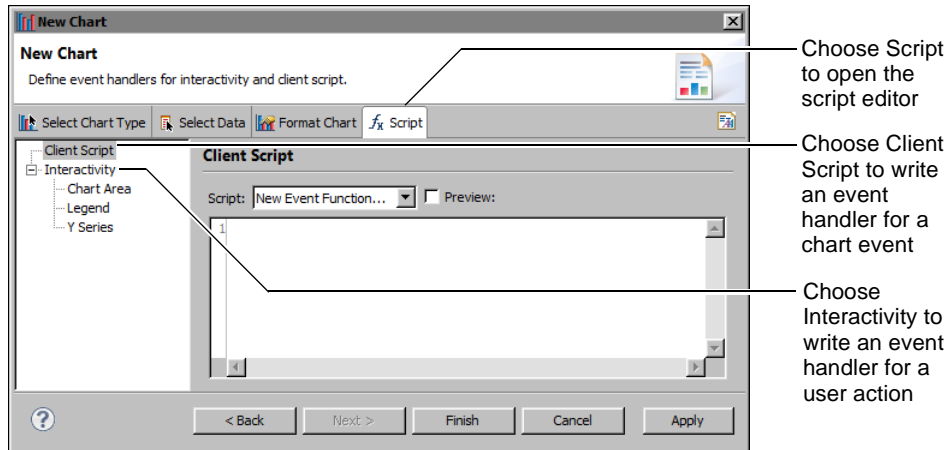 New Chart
New Chart
Define event handlers for interactivity and client script.
Select Chart Type
Select Data
Format Chart
fx Script
Client Script
Interactivity
Chart Area
Legend
Y Series
Client Script
Script: New Event Function... Preview:
1
< Back
Next >
Finish
Cancel
Apply
Choose Script
to open the
script editor
Choose Client
Script to write
an event
handler for a
chart event
Choose
Interactivity to
write an event
handler for a
user action